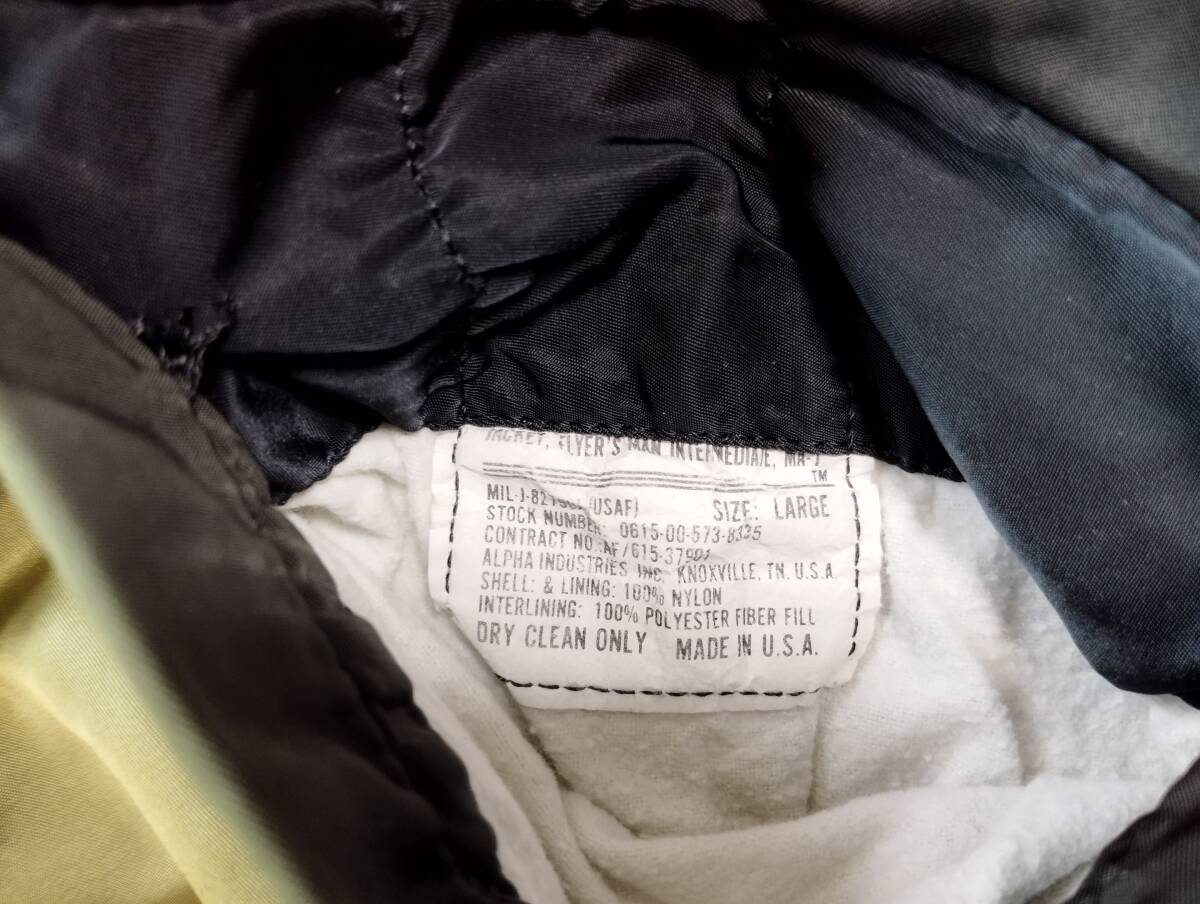 JACKET, FLYER'S MAN INTERMEDIATE, MA-1
TM
MIL-J-82 (USAF) SIZE: LARGE
STOCK NUMBER: 0615-00-573-8335
CONTRACT NO.:AF/615-37901
ALPHA INDUSTRIES INC. KNOXVILLE, TN. U.S.A.
SHELL: & LINING: 100% NYLON
INTERLINING: 100% POLYESTER FIBER FILL
DRY CLEAN ONLY MADE IN U.S.A.